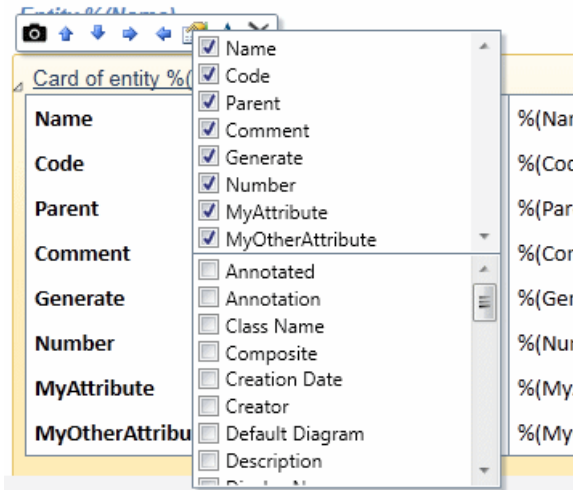 Entity %(Name)
Card of entity %(
Name
Code
Parent
Comment
Generate
Number
MyAttribute
MyOtherAttribu
Name
Code
Parent
Comment
Generate
Number
MyAttribute
MyOtherAttribute
Annotated
Annotation
Class Name
Composite
Creation Date
Creator
Default Diagram
Description
%(Nar
%(Coc
%(Par
%(Cor
%(Ger
%(Nur
%(My
%(My